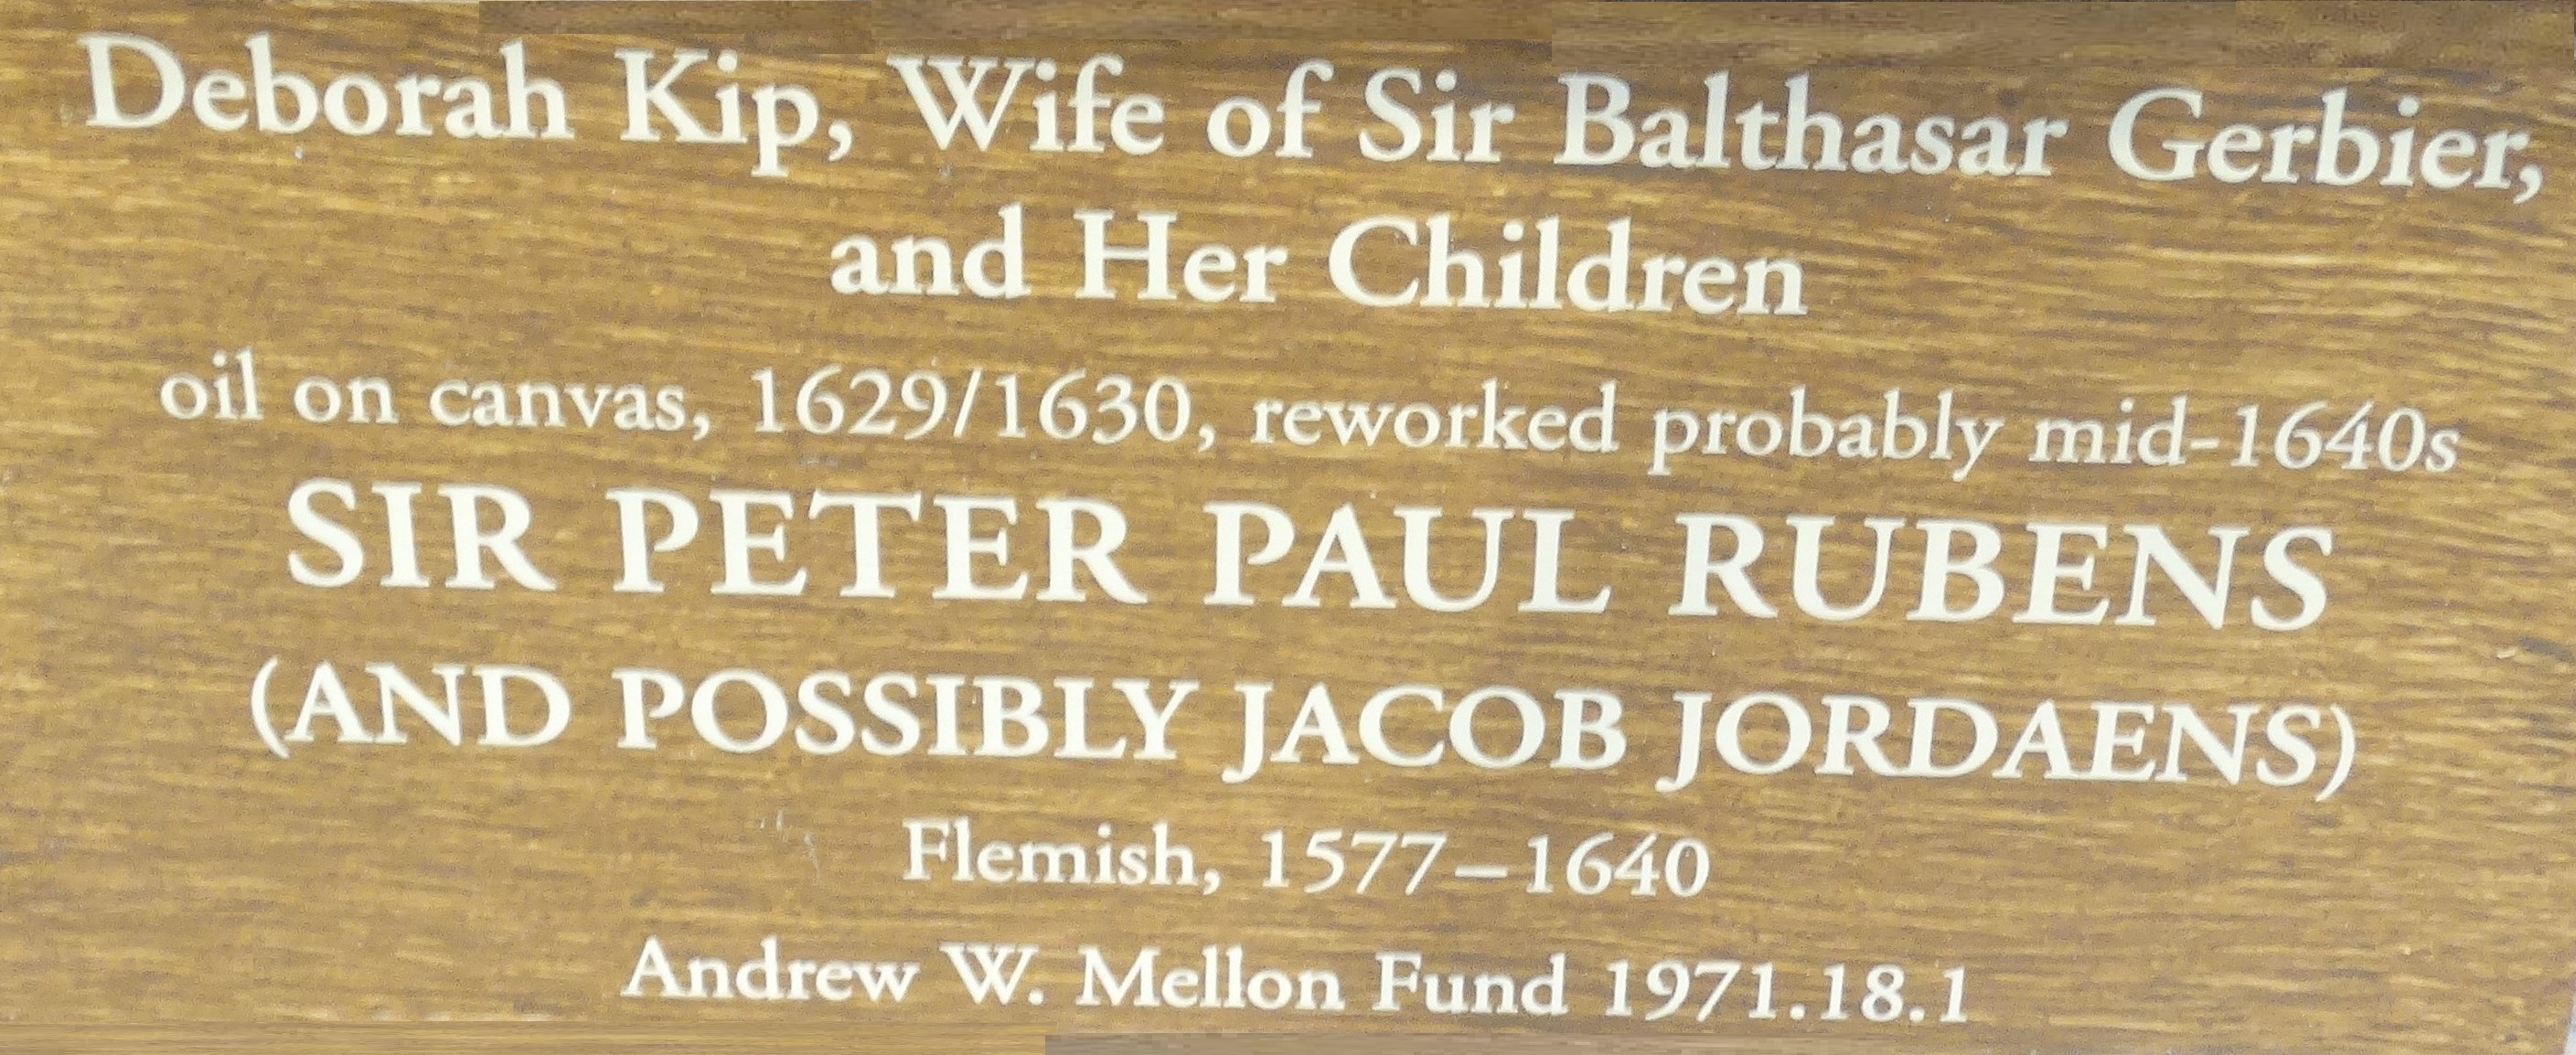 Deborah Kip, Wife of Sir Balthasar Gerbier,
and Her Children
oil on canvas, 1629/1630, reworked probably mid-1640s
SIR PETER PAUL RUBENS
(AND POSSIBLY JACOB JORDAENS)
Flemish, 1577–1640
Andrew W. Mellon Fund 1971.18.1